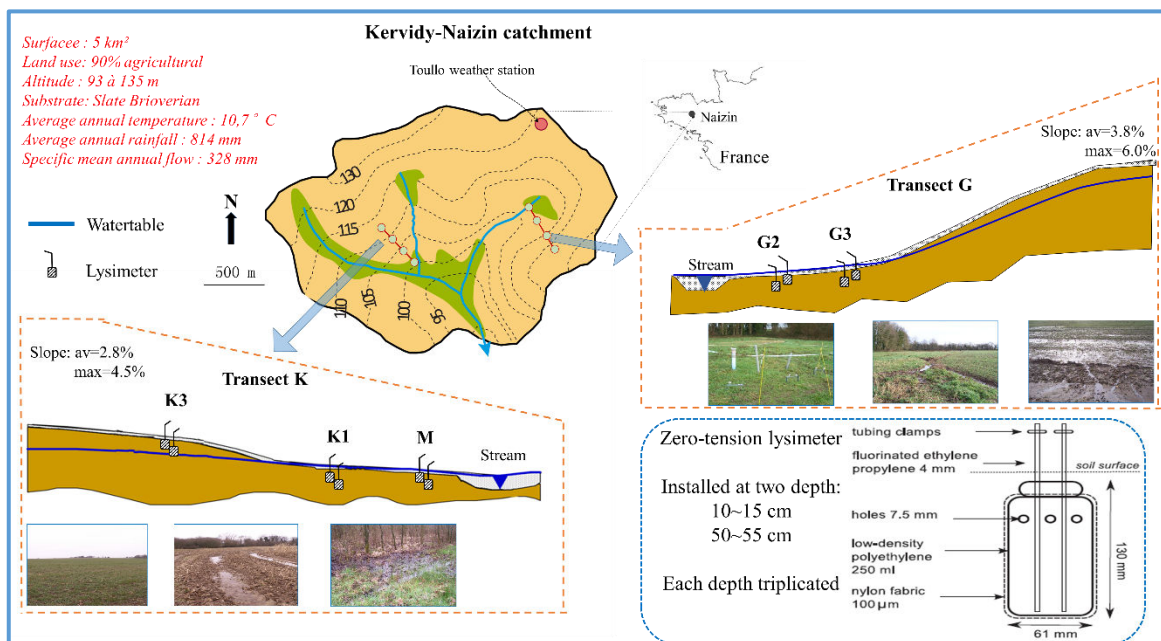 Kervidy-Naizin catchment
Surfacee : 5 km²
Land use: 90% agricultural
Altitude : 93 à 135 m
Substrate: Slate Brioverian
Average annual temperature : 10,7 ° C
Average annual rainfall : 814 mm
Specific mean annual flow : 328 mm
Toullo weather station
Naizin
France
N
Watertable
Lysimeter
500 m
130
120
115
110
105
100
95
Slope: av=3.8%
max=6.0%
Transect G
G2
G3
Stream
Slope: av=2.8%
max=4.5%
Transect K
K3
K1
M
Stream
Zero-tension lysimeter
Installed at two depth:
10~15 cm
50~55 cm
Each depth triplicated
tubing clamps
fluorinated ethylene
propylene 4 mm
soil surface
holes 7.5 mm
low-density
polyethylene
250 ml
nylon fabric
100 µm
130 mm
61 mm